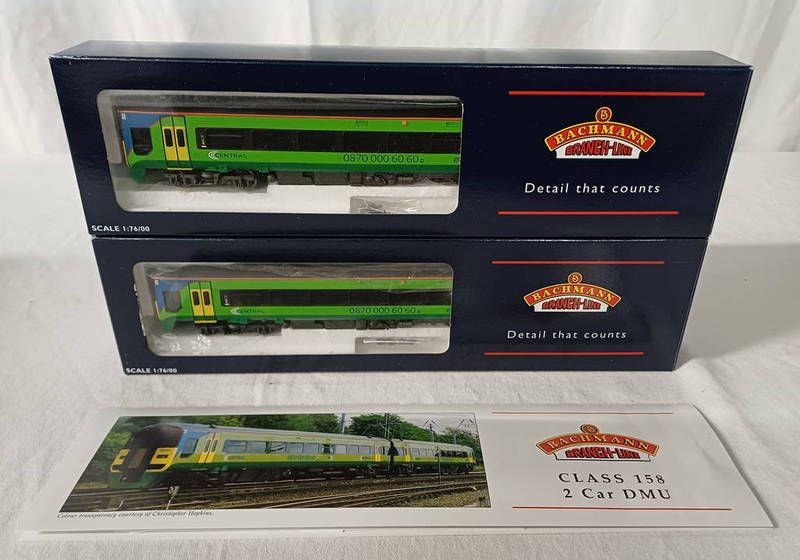 CENTRAL
0870 000 60 60
BACHMANN
BRANCH-LINE
Detail that counts
SCALE 1:76/00
CENTRAL
0870 000 60 60
BACHMANN
BRANCH-LINE
Detail that counts
SCALE 1:76/00
BACHMANN
BRANCH-LINE
CLASS 158
2 Car DMU
Colour transparency courtesy of Christopher Hopkins.